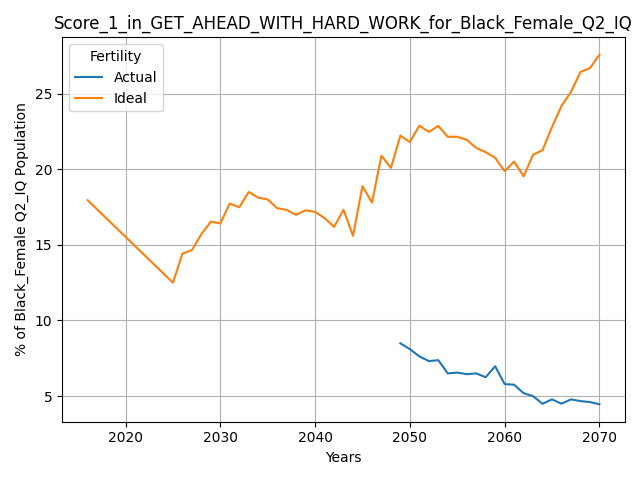 Score_1_in_GET_AHEAD_WITH_HARD_WORK_for_Black_Female_Q2_IQ
Fertility
Actual
Ideal
% of Black_Female Q2_IQ Population
25
20
15
10
5
2020 2030 2040 2050 2060 2070
Years